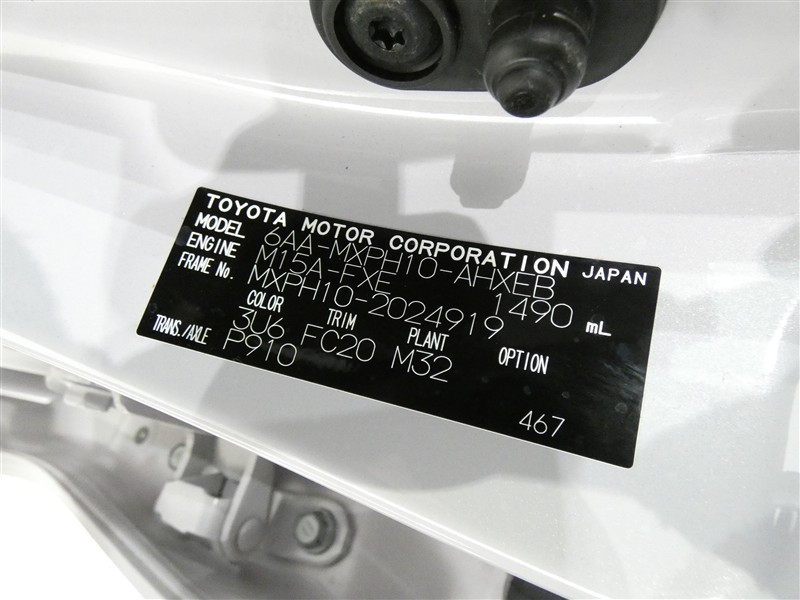 TOYOTA MOTOR CORPORATION JAPAN
MODEL 6AA-MXPH10-AHXEB
ENGINE M15A-FXE 1490 mL
FRAME No. MXPH10-2024919
COLOR TRIM PLANT OPTION
3U6 FC20 M32
TRANS./AXLE P910
467